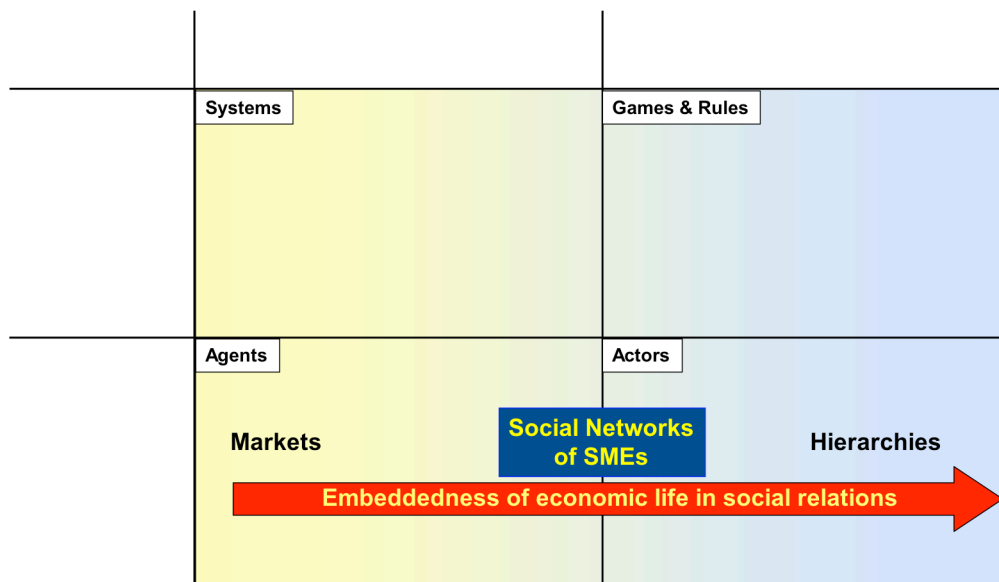 Systems
Games & Rules
Agents
Actors
Markets
Social Networks
of SMEs
Hierarchies
Embeddedness of economic life in social relations